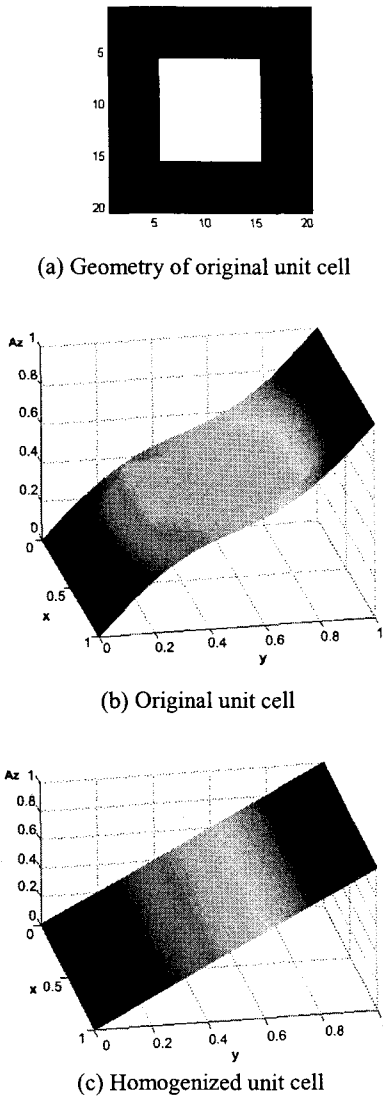 5
10
15
20
5 10 15 20
(a) Geometry of original unit cell
Az 1
0.8
0.6
0.4
0.2
0
0
0.5
x
1
0 0.2 0.4 0.6 0.8 1
y
(b) Original unit cell
Az 1
0.8
0.6
0.4
0.2
0
0
x 0.5
1
0 0.2 0.4 0.6 0.8
y
(c) Homogenized unit cell